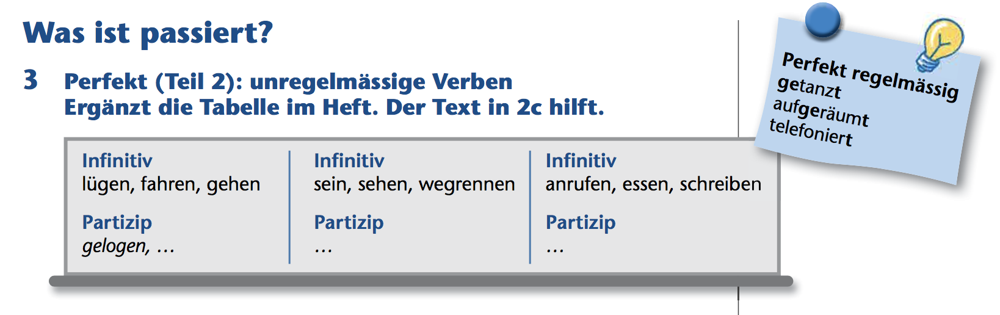 Was ist passiert?
3 Perfekt (Teil 2): unregelmässige Verben
Ergänzt die Tabelle im Heft. Der Text in 2c hilft.
Infinitiv
lügen, fahren, gehen
Partizip
gelogen, …
Infinitiv
sein, sehen, wegrennen
Partizip
…
Infinitiv
anrufen, essen, schreiben
Partizip
…
Perfekt regelmässig
getanzt
aufgeräumt
telefoniert